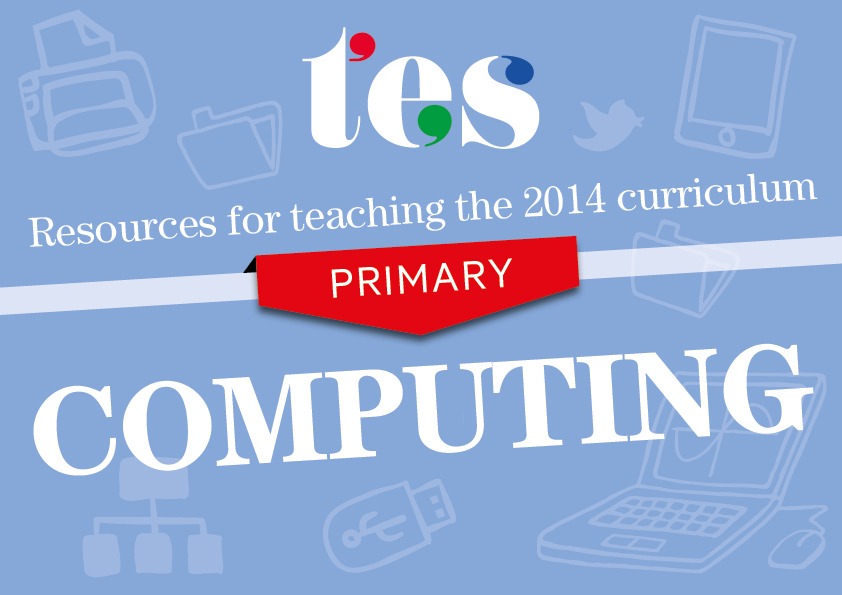 tes
Resources for teaching the 2014 curriculum
PRIMARY
COMPUTING